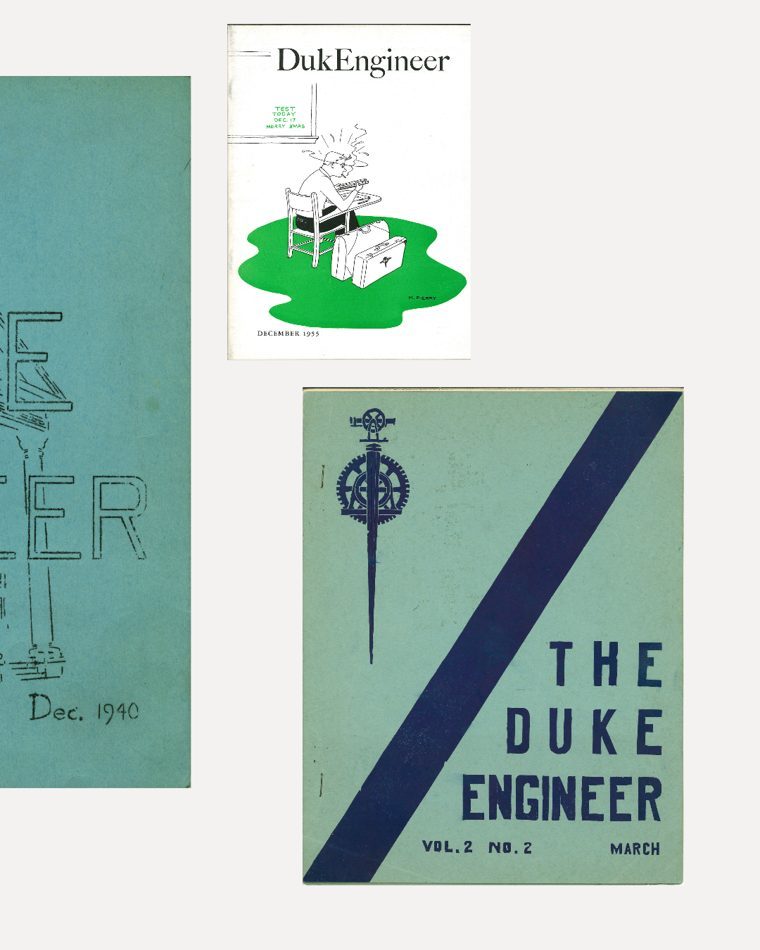 DukEngineer
TEST
TODAY
DEC 17
MERRY XMAS
DECEMBER 1955
E
EER
Dec. 1940
THE
DUKE
ENGINEER
VOL.2 NO.2 MARCH